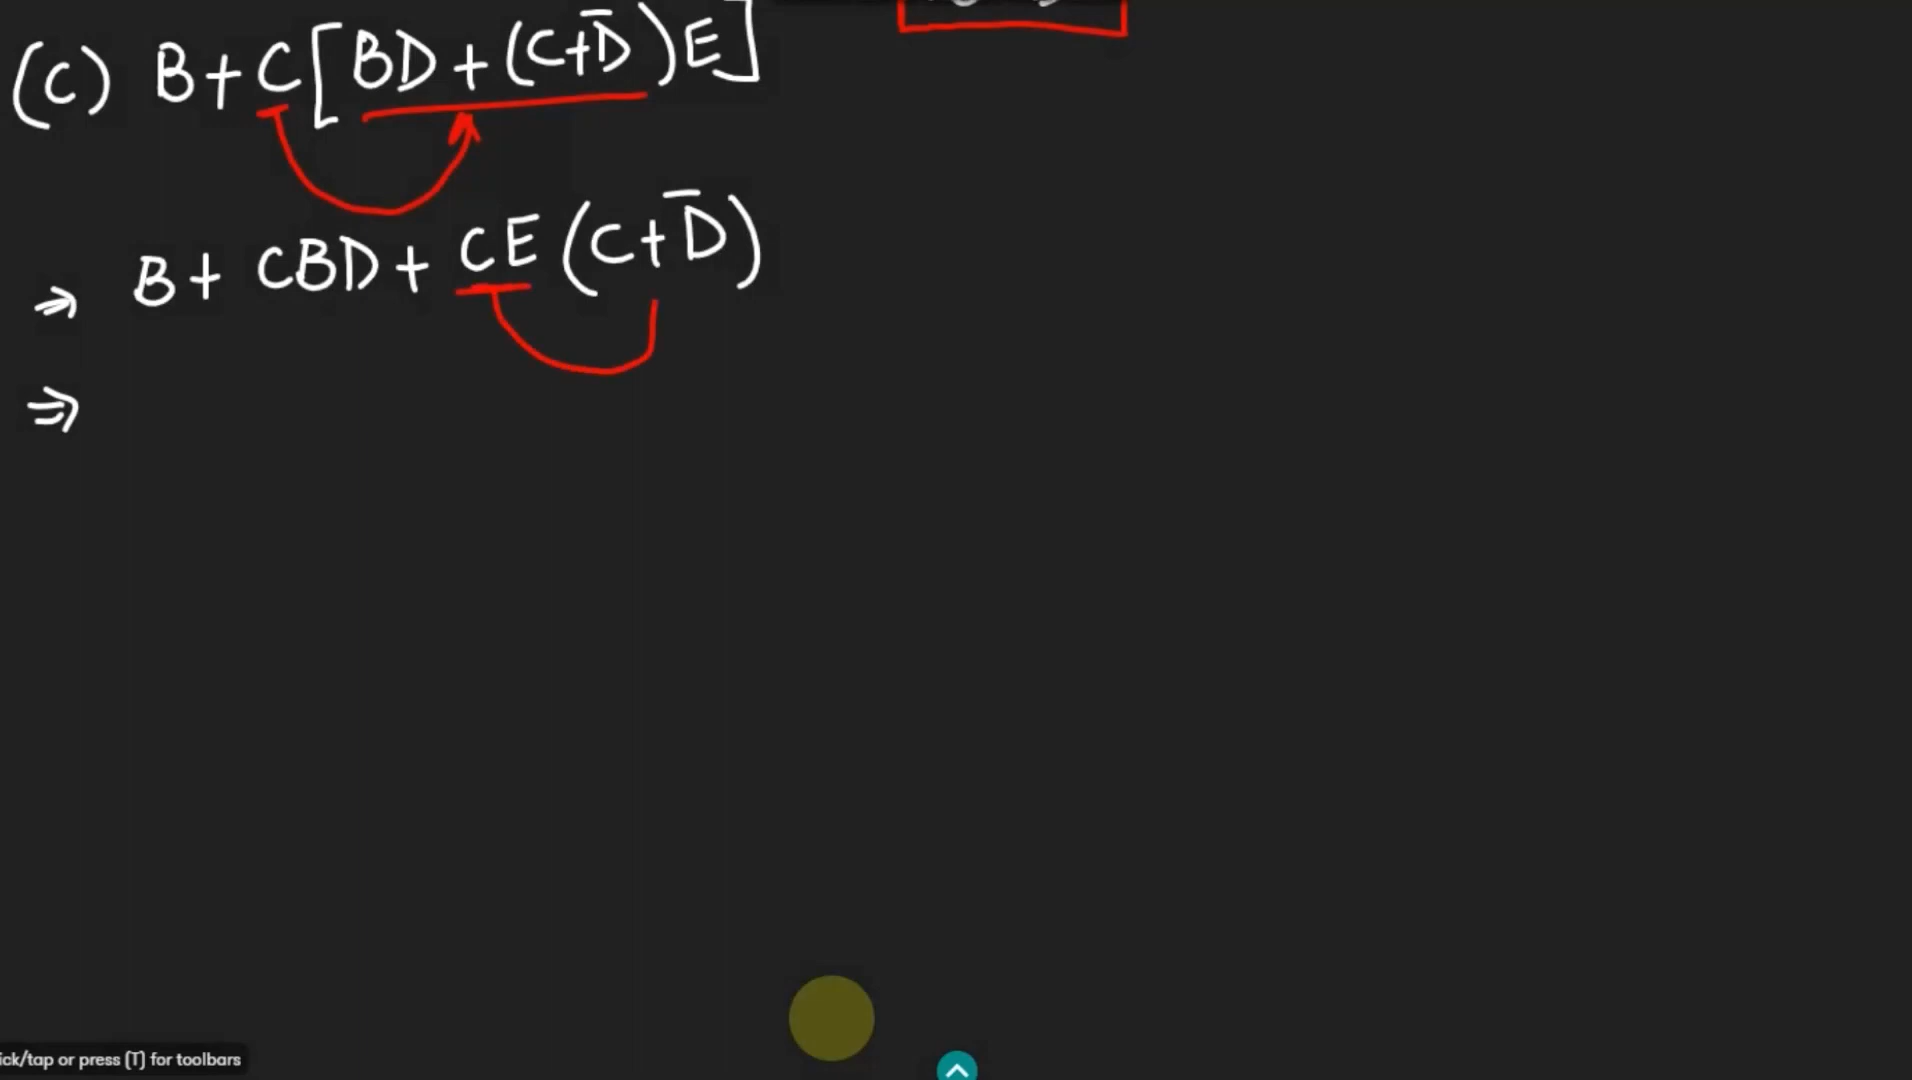 (C) B+C[BD+(C+D̅)E]
→ B+ CBD+ CE(C+D̅)
⇒
ick/tap or press (T) for toolbars